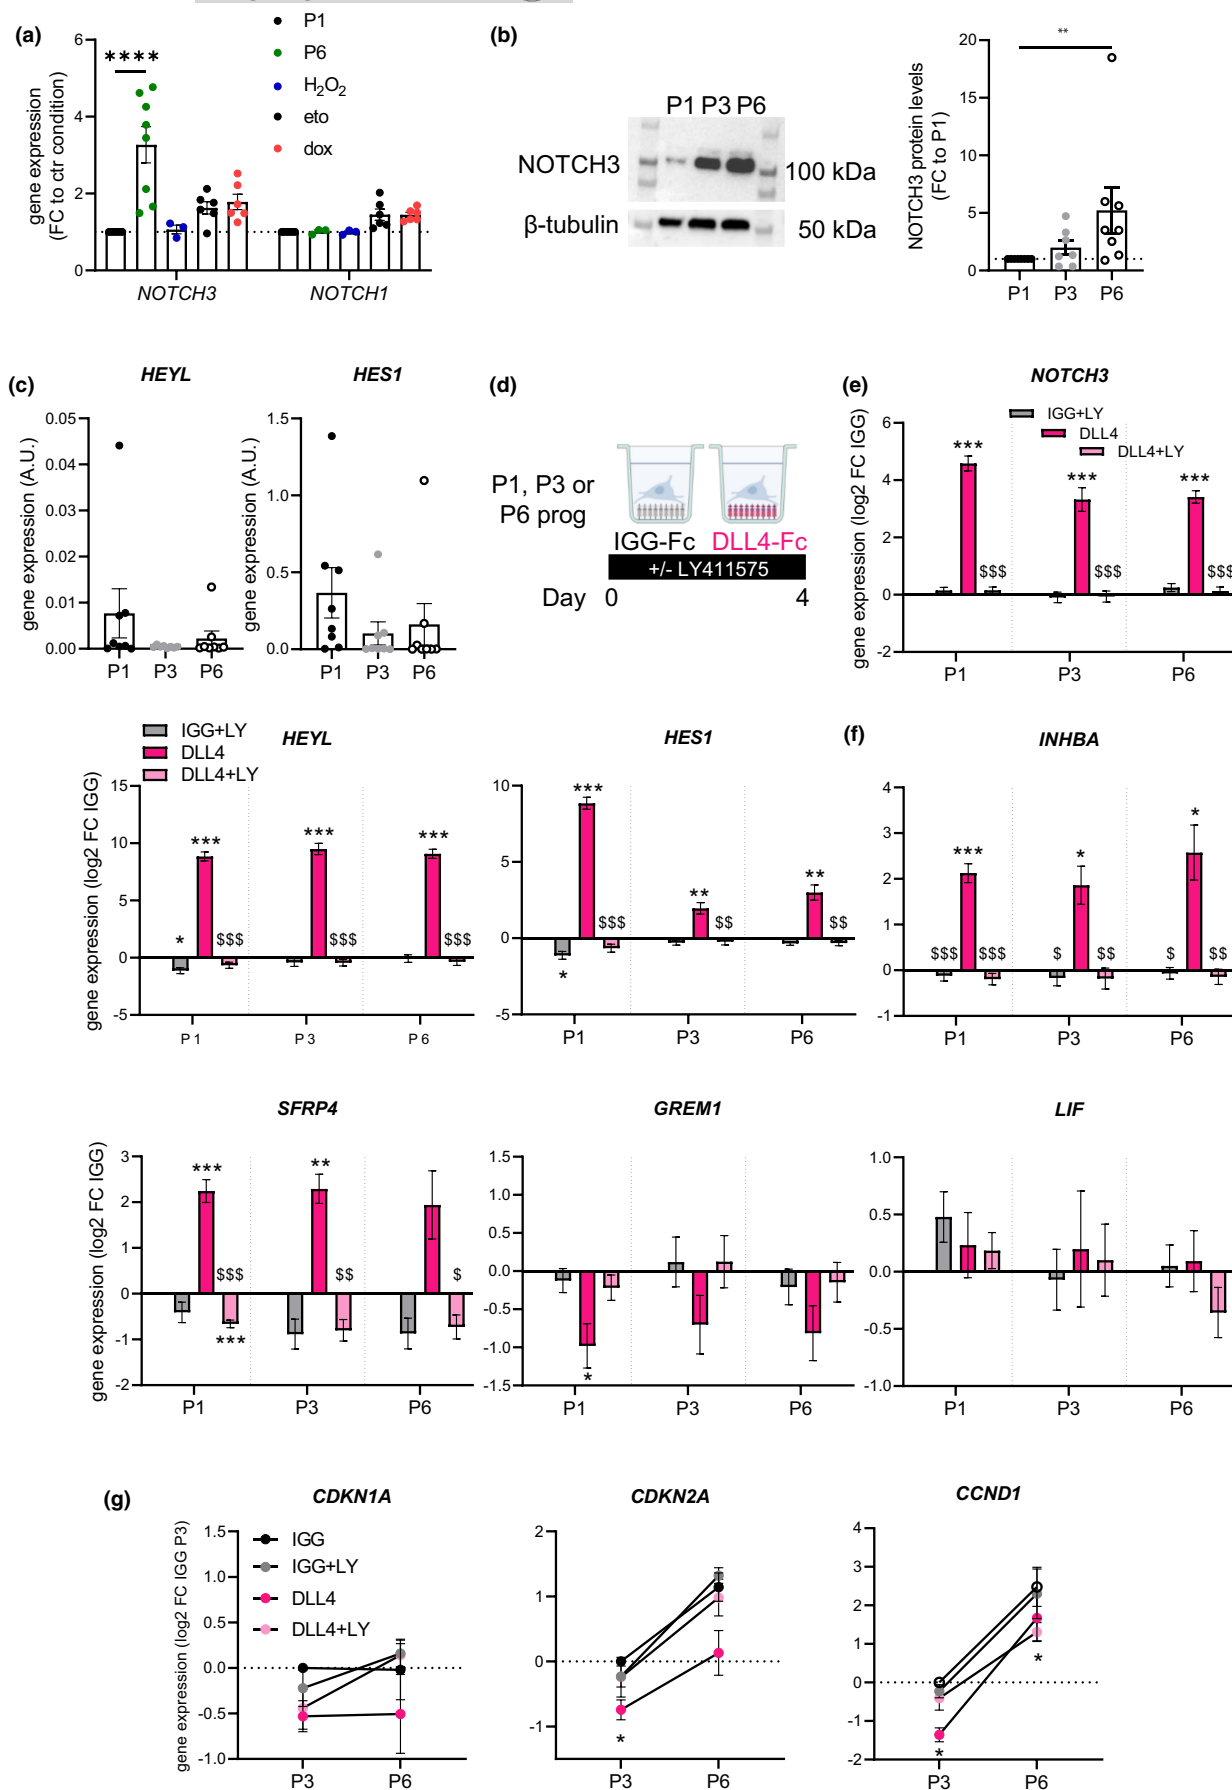 (a)
gene expression
(FC to ctr condition)
6
4
2
0
****
P1
P6
H2O2
eto
dox
NOTCH3
NOTCH1
(b)
P1 P3 P6
NOTCH3
100 kDa
β-tubulin
50 kDa
NOTCH3 protein levels
(FC to P1)
20
15
10
5
0
**
P1
P3
P6
(c)
HEYL
gene expression (A.U.)
0.05
0.04
0.03
0.02
0.01
0.00
P1
P3
P6
HES1
gene expression (A.U.)
1.5
1.0
0.5
0.0
P1
P3
P6
(d)
P1, P3 or
P6 prog
IGG-Fc DLL4-Fc
+/- LY411575
Day 0 4
(e)
NOTCH3
gene expression (log2 FC IGG)
IGG+LY
DLL4
DLL4+LY
6
4
2
0
-2
*** *** ***
$$$ $$$ $$$
P1
P3
P6
IGG+LY
DLL4
DLL4+LY
HEYL
gene expression (log2 FC IGG)
15
10
5
0
-5
*** *** ***
* $$$ $$$ $$$
P1
P3
P6
HES1
10
5
0
-5
*** ** **
$$$ $$ $$
*
P1
P3
P6
(f)
INHBA
4
3
2
1
0
-1
*** * *
$$$ $$$ $ $$ $ $$
P1
P3
P6
SFRP4
gene expression (log2 FC IGG)
3
2
1
0
-1
-2
*** **
$$$ $$ $
***
P1
P3
P6
GREM1
1.5
1.0
0.5
0.0
-0.5
-1.0
-1.5
*
P1
P3
P6
LIF
1.0
0.5
0.0
-0.5
-1.0
P1
P3
P6
(g)
CDKN1A
gene expression (log2 FC IGG P3)
1.5
1.0
0.5
0.0
-0.5
-1.0
IGG
IGG+LY
DLL4
DLL4+LY
P3
P6
CDKN2A
2
1
0
-1
*
P3
P6
CCND1
4
3
2
1
0
-1
-2
*
*
P3
P6